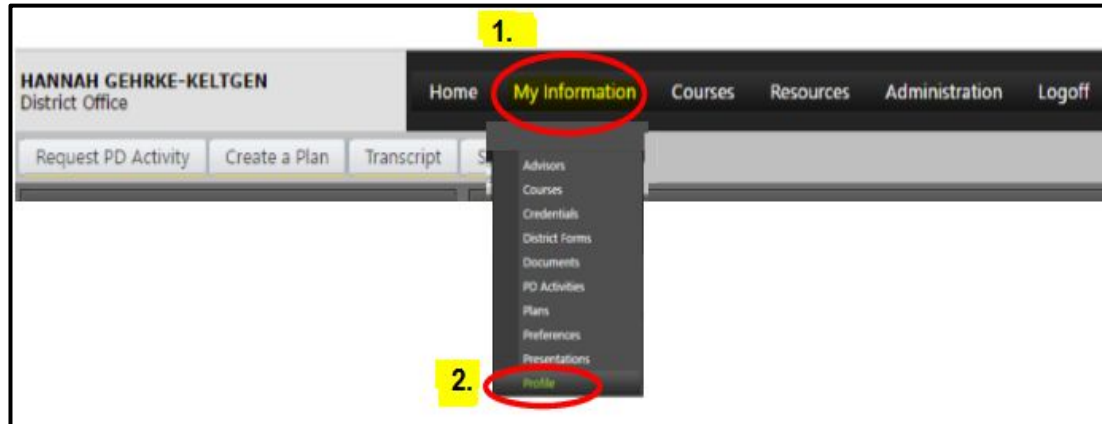 1.
HANNAH GEHRKE-KELTGEN
District Office
Home My Information Courses Resources Administration Logoff
Request PD Activity Create a Plan Transcript S
Advisors
Courses
Credentials
District Forms
Documents
PD Activities
Plans
Preferences
Presentations
2. Profile